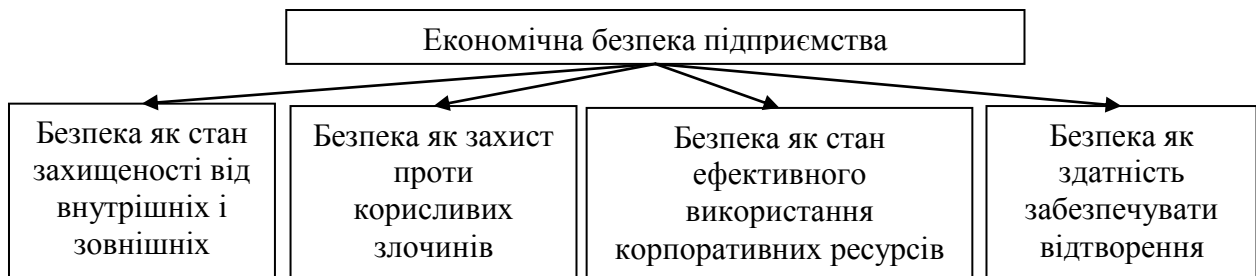 Економічна безпека підприємства
Безпека як стан
захищеності від
внутрішніх і
зовнішніх
Безпека як захист
проти
корисливих
злочинів
Безпека як стан
ефективного
використання
корпоративних ресурсів
Безпека як
здатність
забезпечувати
відтворення